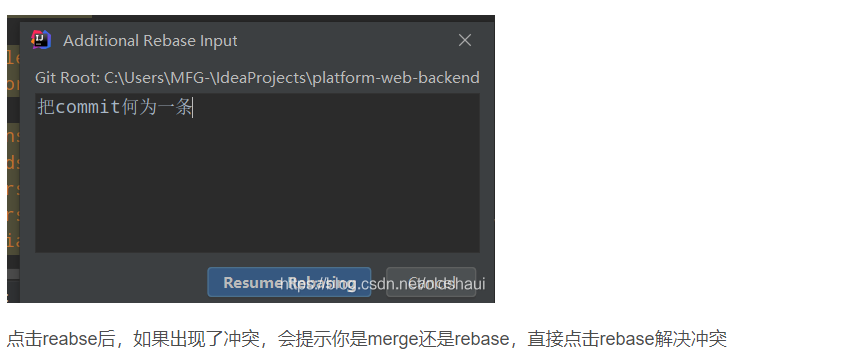 Additional Rebase Input
Git Root: C:\Users\MFG-\IdeaProjects\platform-web-backend
把commit何为一条
Resume Rebasing
Cancel
https://blog.csdn.net/oldshaui
点击reabse后，如果出现了冲突，会提示你是merge还是rebase，直接点击rebase解决冲突